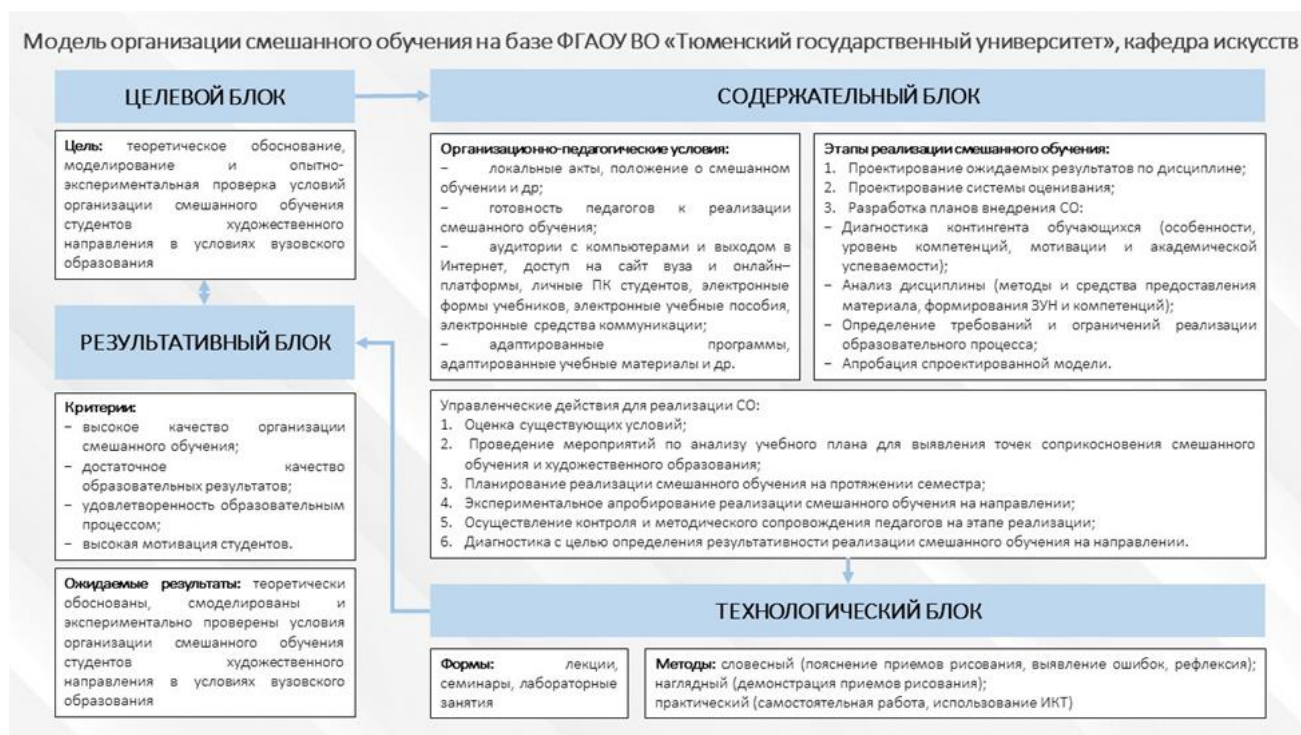 Модель организации смешанного обучения на базе ФГАОУ ВО «Тюменский государственный университет», кафедра искусств
ЦЕЛЕВОЙ БЛОК
Цель: теоретическое обоснование,
моделирование и опытно-
экспериментальная проверка условий
организации смешанного обучения
студентов художественного
направления в условиях вузовского
образования
РЕЗУЛЬТАТИВНЫЙ БЛОК
Критерии:
– высокое качество организации
смешанного обучения;
– достаточное качество
образовательных результатов;
– удовлетворенность образовательным
процессом;
– высокая мотивация студентов.
Ожидаемые результаты: теоретически
обоснованы, смоделированы и
экспериментально проверены условия
организации смешанного обучения
студентов художественного
направления в условиях вузовского
образования
СОДЕРЖАТЕЛЬНЫЙ БЛОК
Организационно-педагогические условия:
– локальные акты, положение о смешанном
обучении и др;
– готовность педагогов к реализации
смешанного обучения;
– аудитории с компьютерами и выходом в
Интернет, доступ на сайт вуза и онлайн–
платформы, личные ПК студентов, электронные
формы учебников, электронные учебные пособия,
электронные средства коммуникации;
– адаптированные программы,
адаптированные учебные материалы и др.
Этапы реализации смешанного обучения:
1. Проектирование ожидаемых результатов по дисциплине;
2. Проектирование системы оценивания;
3. Разработка планов внедрения СО:
– Диагностика контингента обучающихся (особенности,
уровень компетенций, мотивации и академической
успеваемости);
– Анализ дисциплины (методы и средства предоставления
материала, формирования ЗУН и компетенций);
– Определение требований и ограничений реализации
образовательного процесса;
– Апробация спроектированной модели.
Управленческие действия для реализации СО:
1. Оценка существующих условий;
2. Проведение мероприятий по анализу учебного плана для выявления точек соприкосновения смешанного
обучения и художественного образования;
3. Планирование реализации смешанного обучения на протяжении семестра;
4. Экспериментальное апробирование реализации смешанного обучения на направлении;
5. Осуществление контроля и методического сопровождения педагогов на этапе реализации;
6. Диагностика с целью определения результативности реализации смешанного обучения на направлении.
ТЕХНОЛОГИЧЕСКИЙ БЛОК
Формы: лекции,
семинары, лабораторные
занятия
Методы: словесный (пояснение приемов рисования, выявление ошибок, рефлексия);
наглядный (демонстрация приемов рисования);
практический (самостоятельная работа, использование ИКТ)